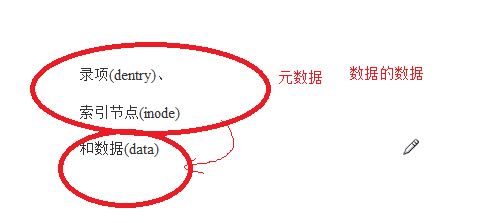 录项(dentry)、
元数据
数据的数据
索引节点(inode)
和数据(data)